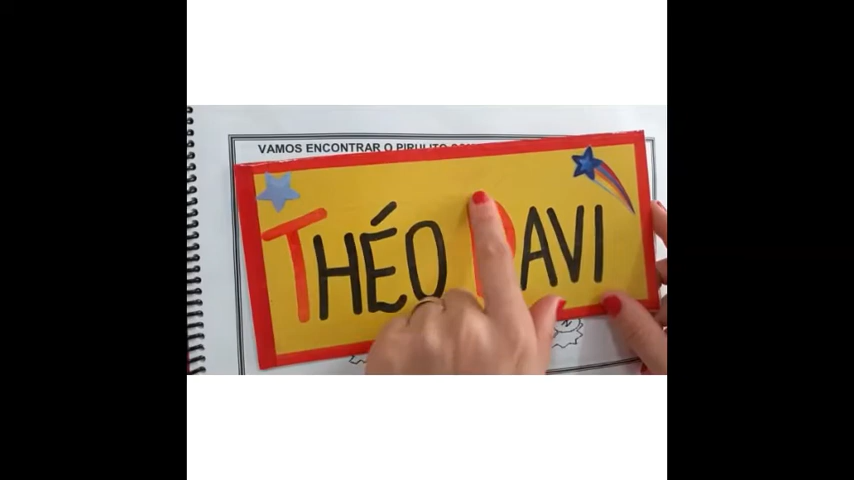 VAMOS ENCONTRAR O PIRULITO
THÉO DAVI
N